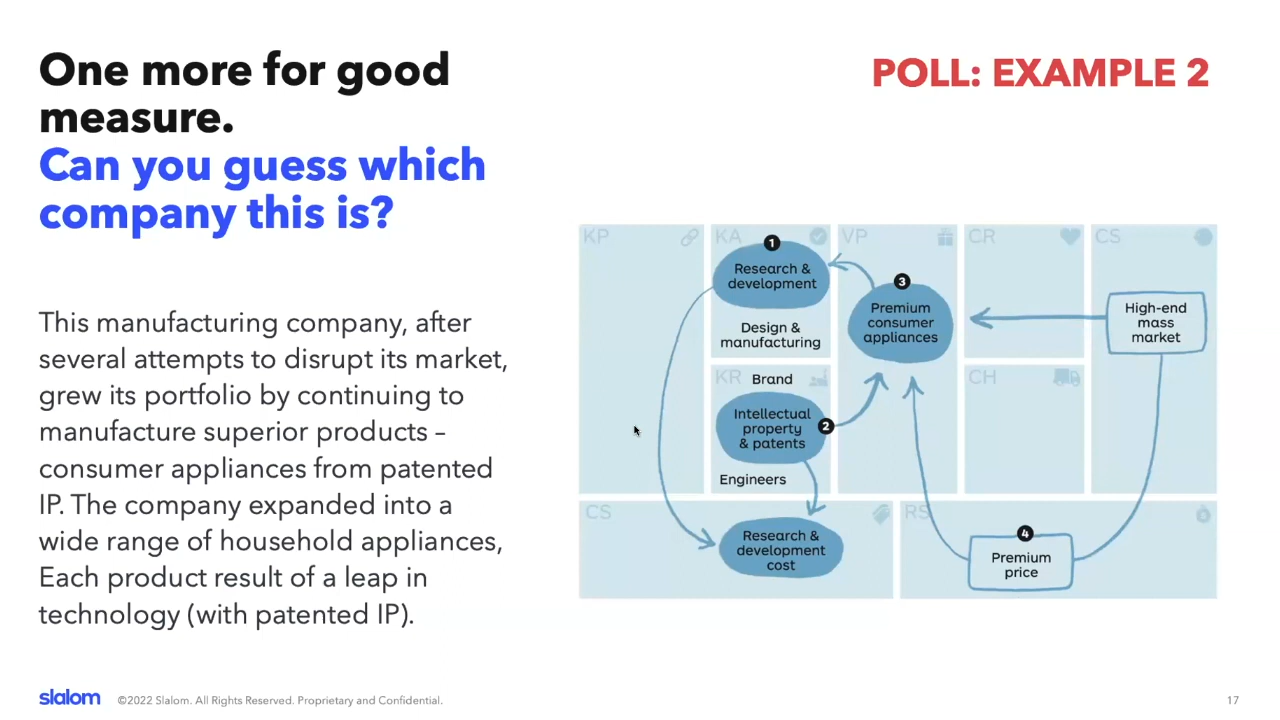 One more for good
measure.
Can you guess which
company this is?
POLL: EXAMPLE 2
This manufacturing company, after
several attempts to disrupt its market,
grew its portfolio by continuing to
manufacture superior products –
consumer appliances from patented
IP. The company expanded into a
wide range of household appliances,
Each product result of a leap in
technology (with patented IP).
KP
KA
1
Research &
development
Design &
manufacturing
KR
Brand
Intellectual
property
& patents
2
Engineers
VP
3
Premium
consumer
appliances
CR
CH
CS
High-end
mass
market
CS
Research &
development
cost
RS
4
Premium
price
slalom
©2022 Slalom. All Rights Reserved. Proprietary and Confidential.
17